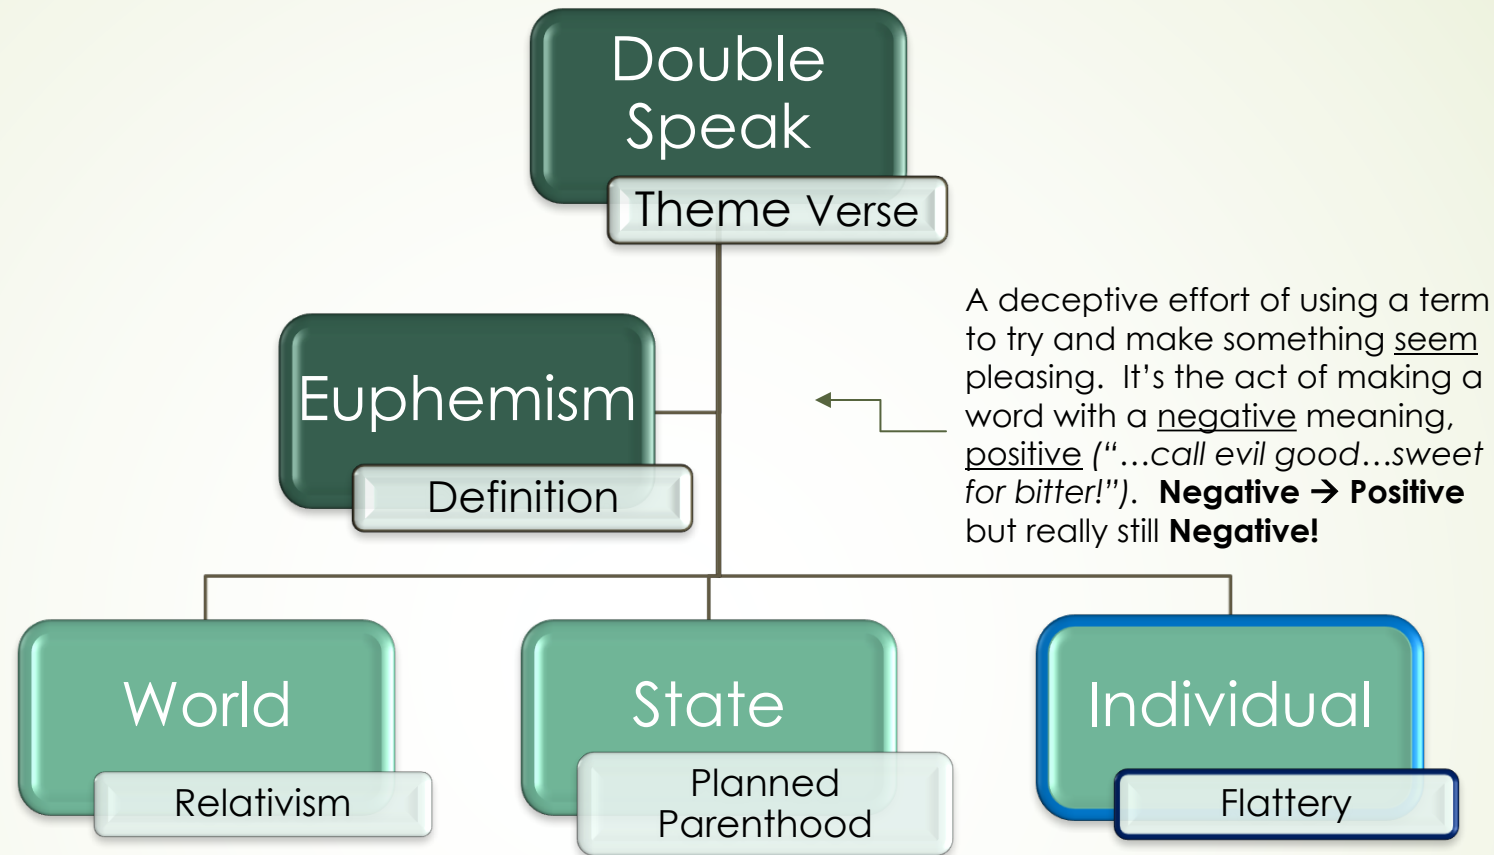 Double
Speak
Theme Verse
A deceptive effort of using a term
to try and make something seem
pleasing.  It’s the act of making a
word with a negative meaning,
positive (“…call evil good…sweet
for bitter!”).  Negative → Positive
but really still Negative!
Euphemism
Definition
World
Relativism
State
Planned
Parenthood
Individual
Flattery